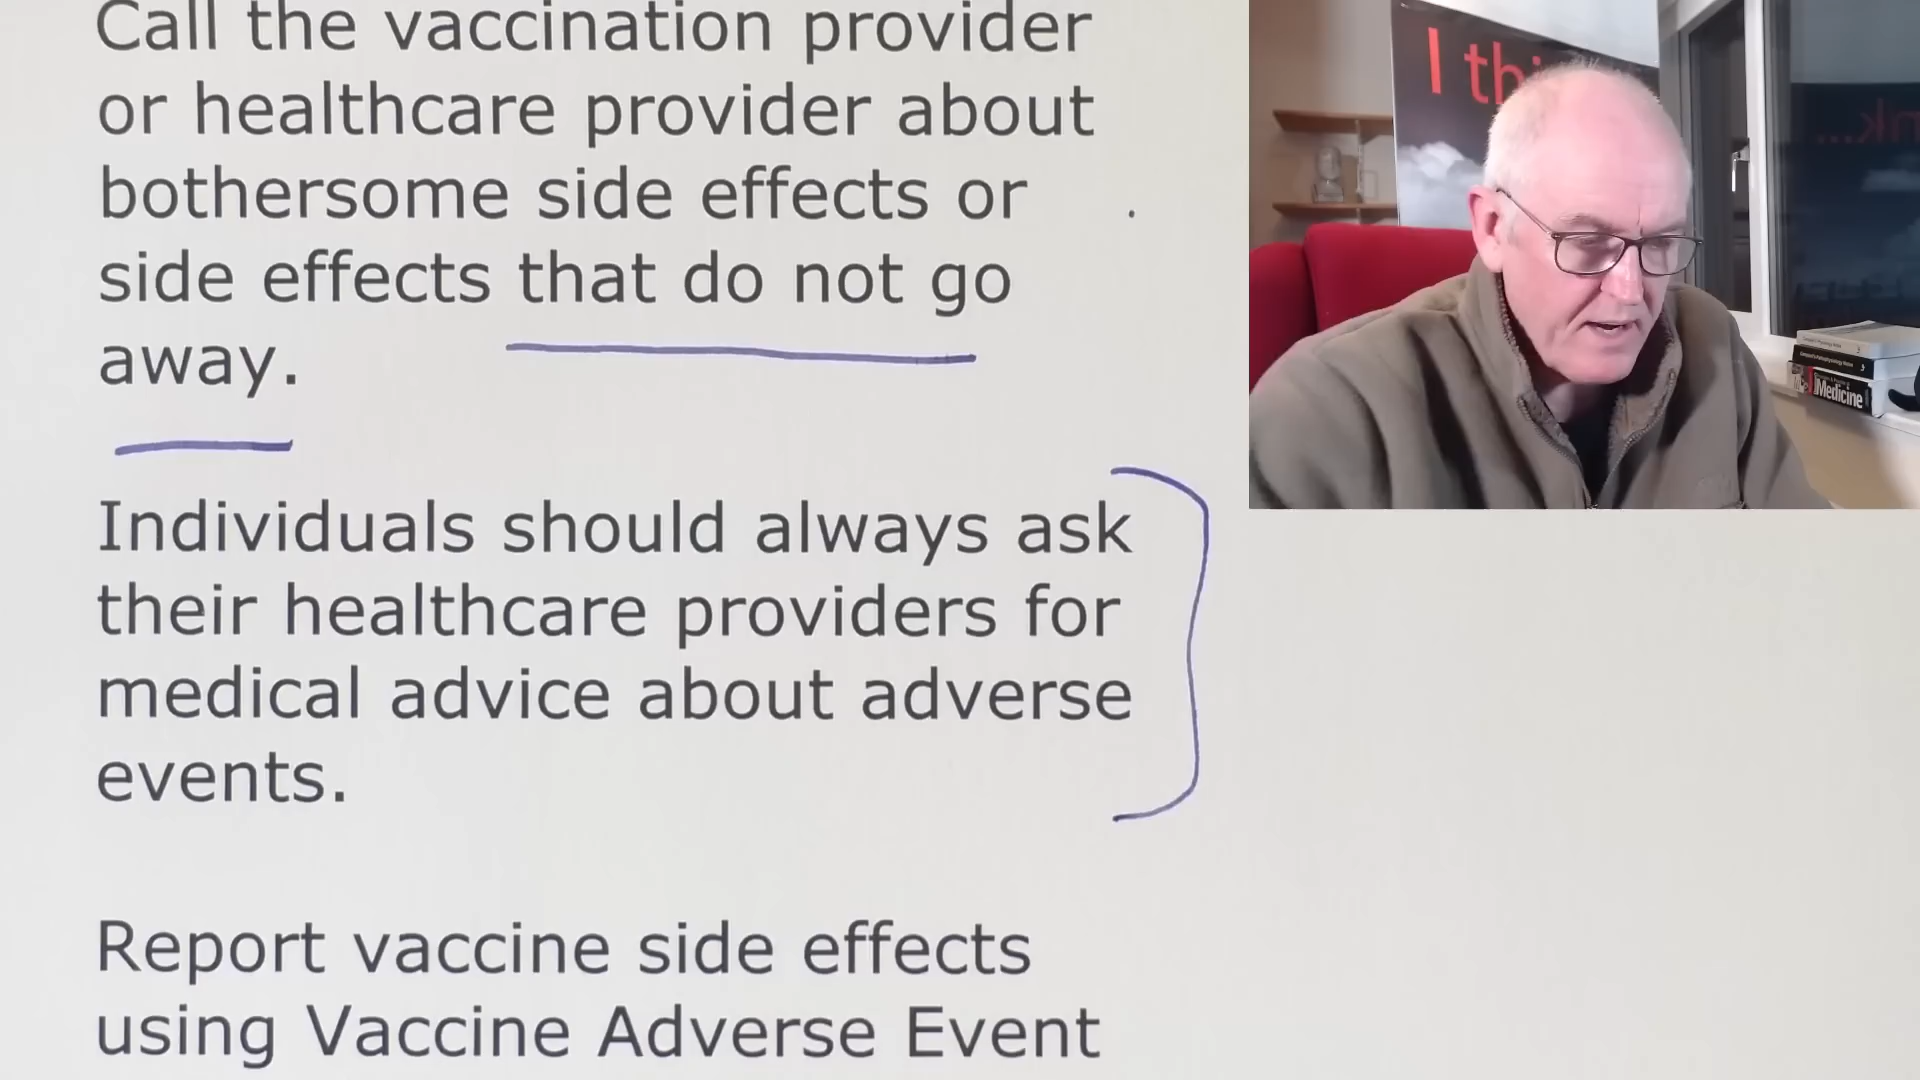 Call the vaccination provider
or healthcare provider about
bothersome side effects or
side effects that do not go
away.
Individuals should always ask
their healthcare providers for
medical advice about adverse
events.
Report vaccine side effects
using Vaccine Adverse Event
I thi
Medicine